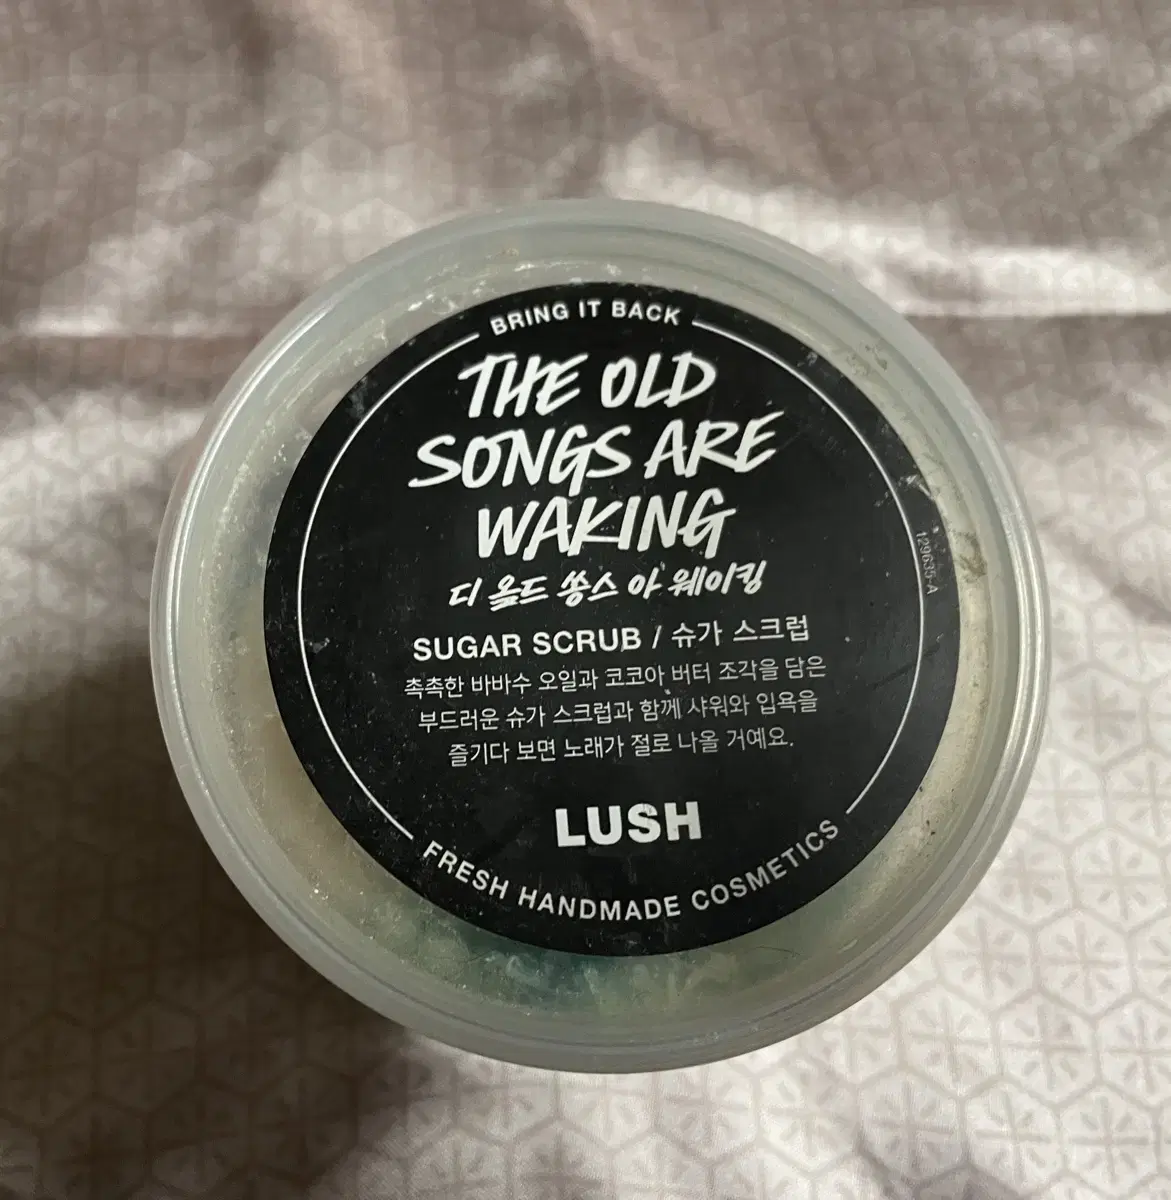 BRING IT BACK
THE OLD
SONGS ARE
WAKING
디 올드 쏭스 아 웨이킹
SUGAR SCRUB / 슈가 스크럽
촉촉한 바바수 오일과 코코아 버터 조각을 담은
부드러운 슈가 스크럽과 함께 샤워와 입욕을
즐기다 보면 노래가 절로 나올 거예요.
LUSH
FRESH HANDMADE COSMETICS
129635-A